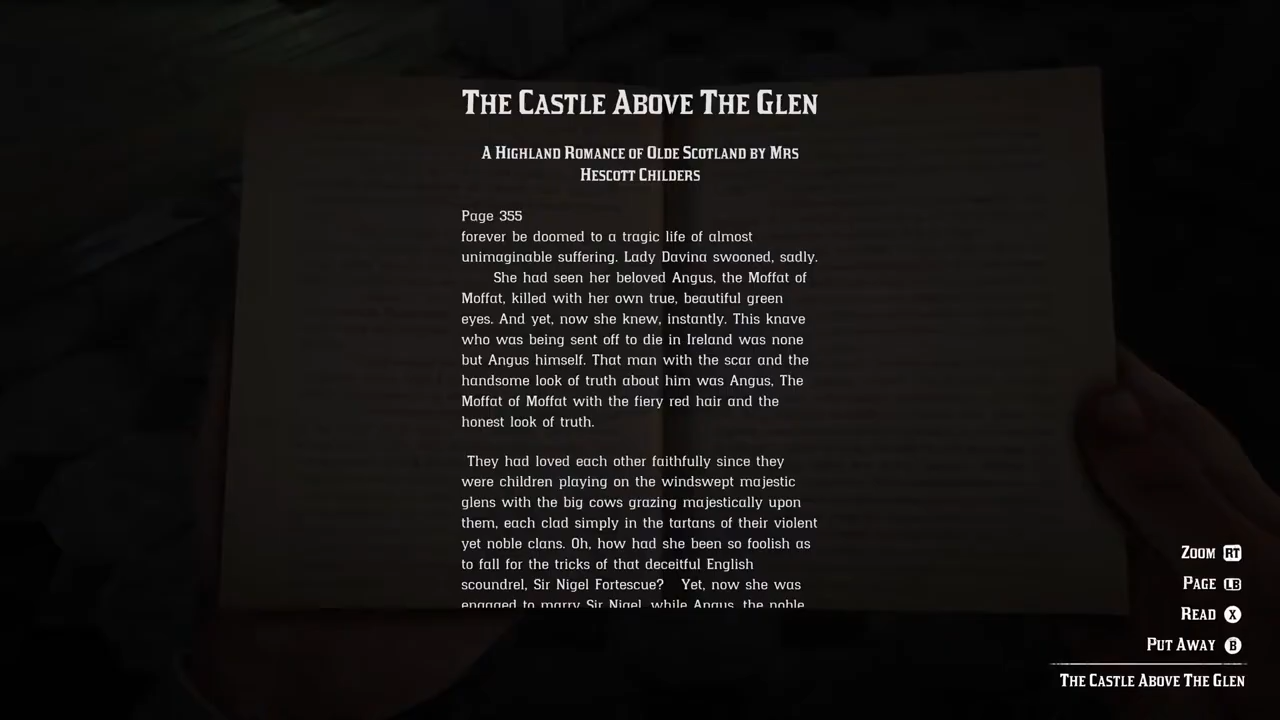 The Castle Above The Glen
A Highland Romance of Olde Scotland by Mrs
Hescott Childers
Page 355
forever be doomed to a tragic life of almost
unimaginable suffering. Lady Davina swooned, sadly.
She had seen her beloved Angus, the Moffat of
Moffat, killed with her own true, beautiful green
eyes. And yet, now she knew, instantly. This knave
who was being sent off to die in Ireland was none
but Angus himself. That man with the scar and the
handsome look of truth about him was Angus, The
Moffat of Moffat with the fiery red hair and the
honest look of truth.
They had loved each other faithfully since they
were children playing on the windswept majestic
glens with the big cows grazing majestically upon
them, each clad simply in the tartans of their violent
yet noble clans. Oh, how had she been so foolish as
to fall for the tricks of that deceitful English
scoundrel, Sir Nigel Fortescue? Yet, now she was
engaged to marry Sir Nigel, while Angus, the noble
Zoom RT
Page LB
Read X
Put Away B
The Castle Above The Glen